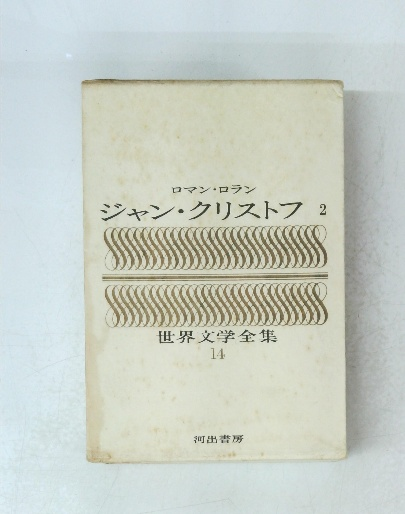 ロマン・ロラン
ジャン・クリストフ 2
世界文学全集
14
河出書房